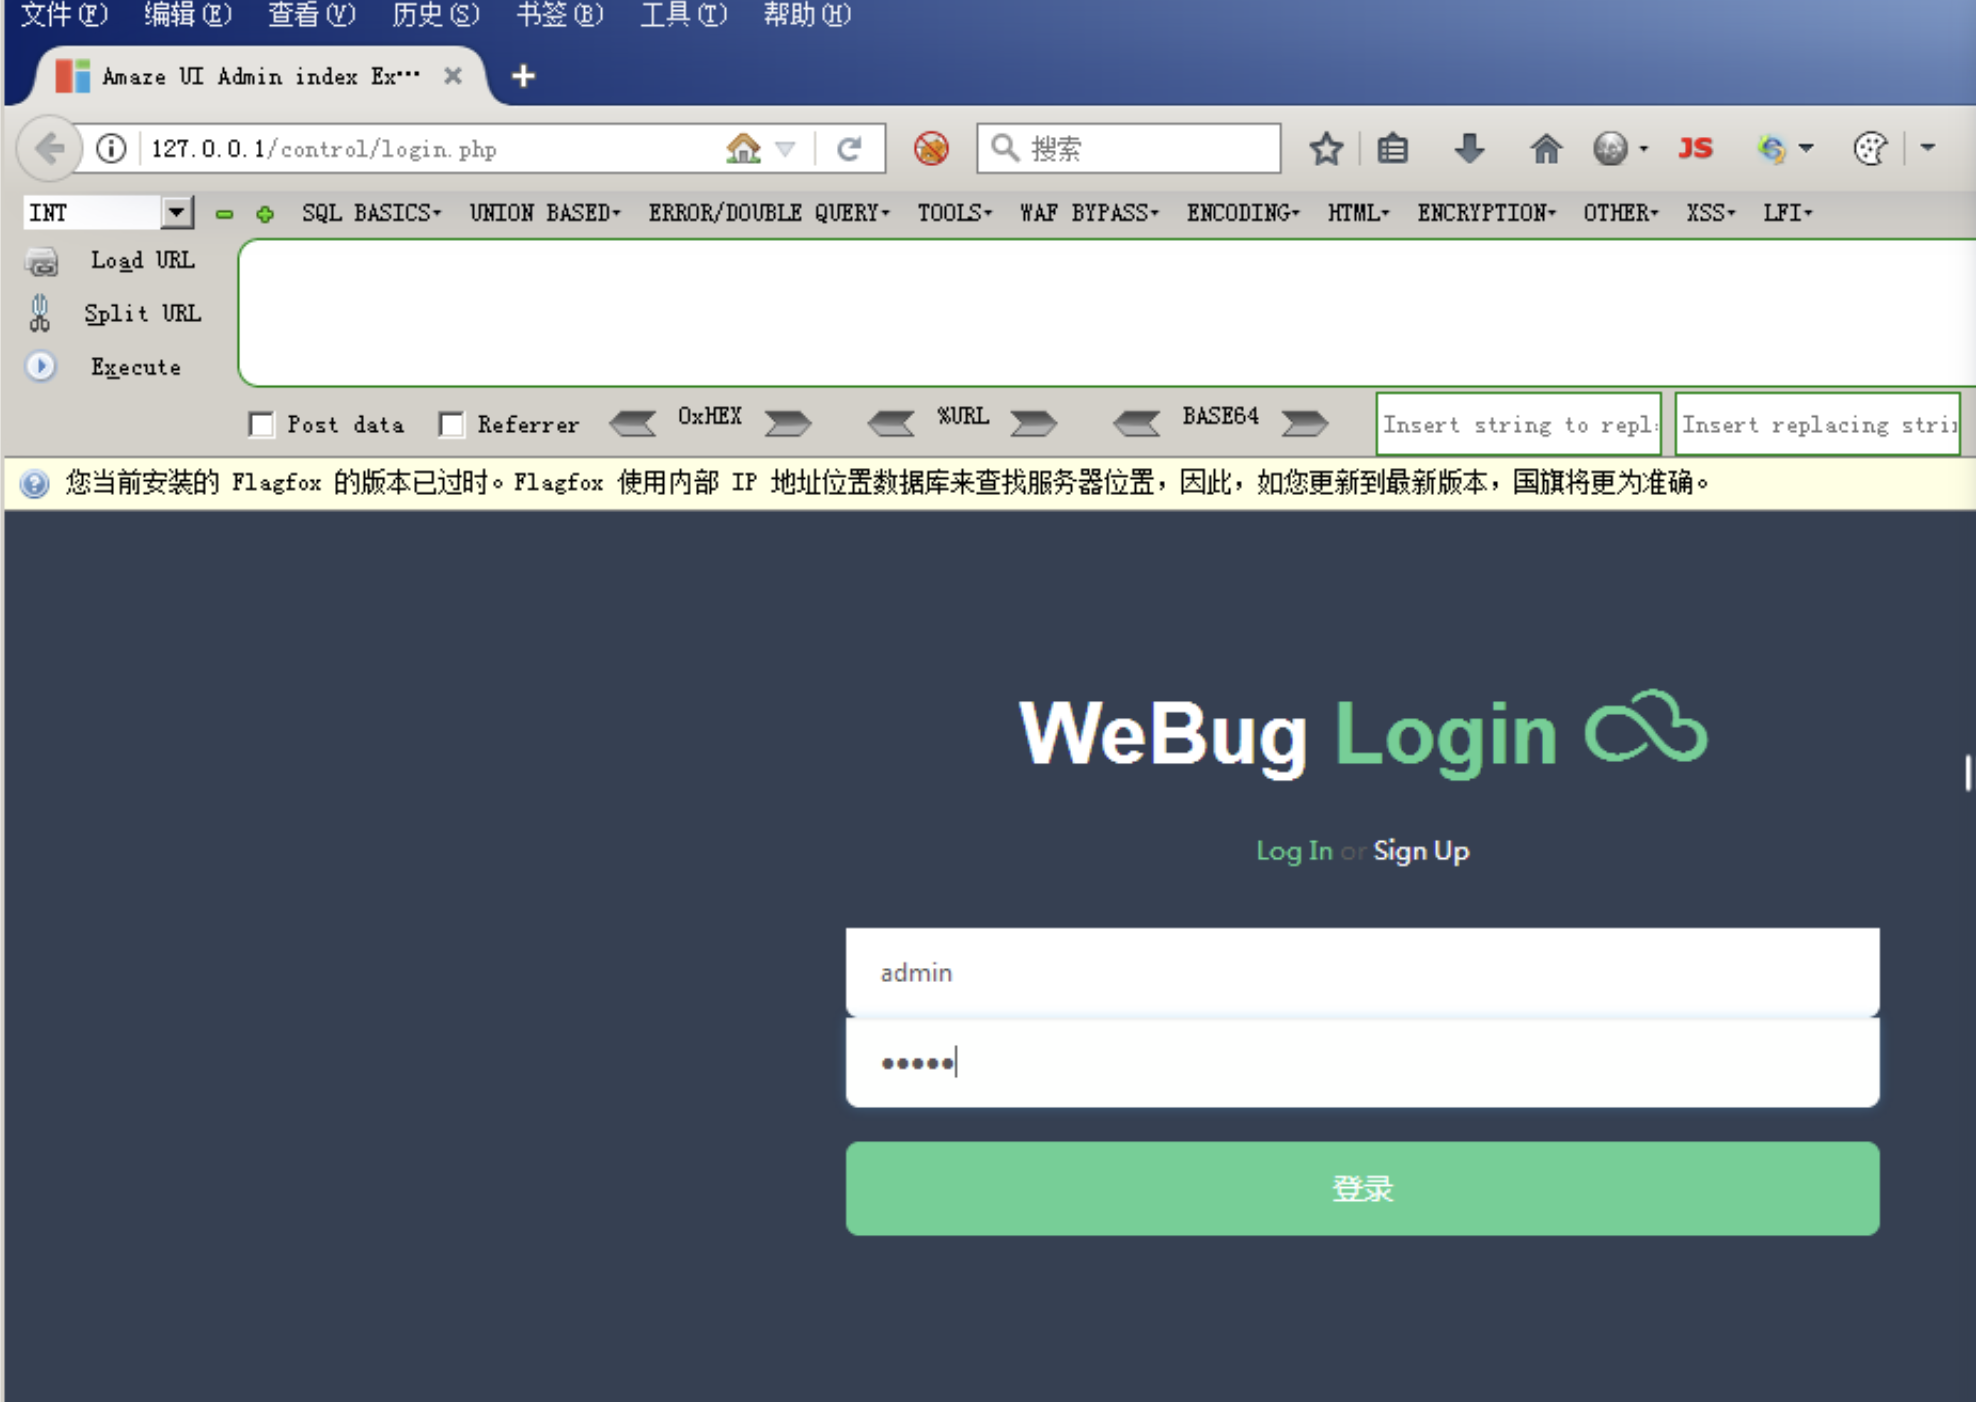 文件(F) 编辑(E) 查看(V) 历史(S) 书签(B) 工具(T) 帮助(H)
Amaze UI Admin index Ex…
127.0.0.1/control/login.php 搜索 JS
INT SQL BASICS UNION BASED ERROR/DOUBLE QUERY TOOLS WAF BYPASS ENCODING HTML ENCRYPTION OTHER XSS LFI
Load URL
Split URL
Execute
Post data Referrer 0xHEX %URL BASE64 Insert string to repl Insert replacing stri
您当前安装的 Flagfox 的版本已过时。Flagfox 使用内部 IP 地址位置数据库来查找服务器位置，因此，如您更新到最新版本，国旗将更为准确。
WeBug Login
Log In or Sign Up
admin
•••••
登录